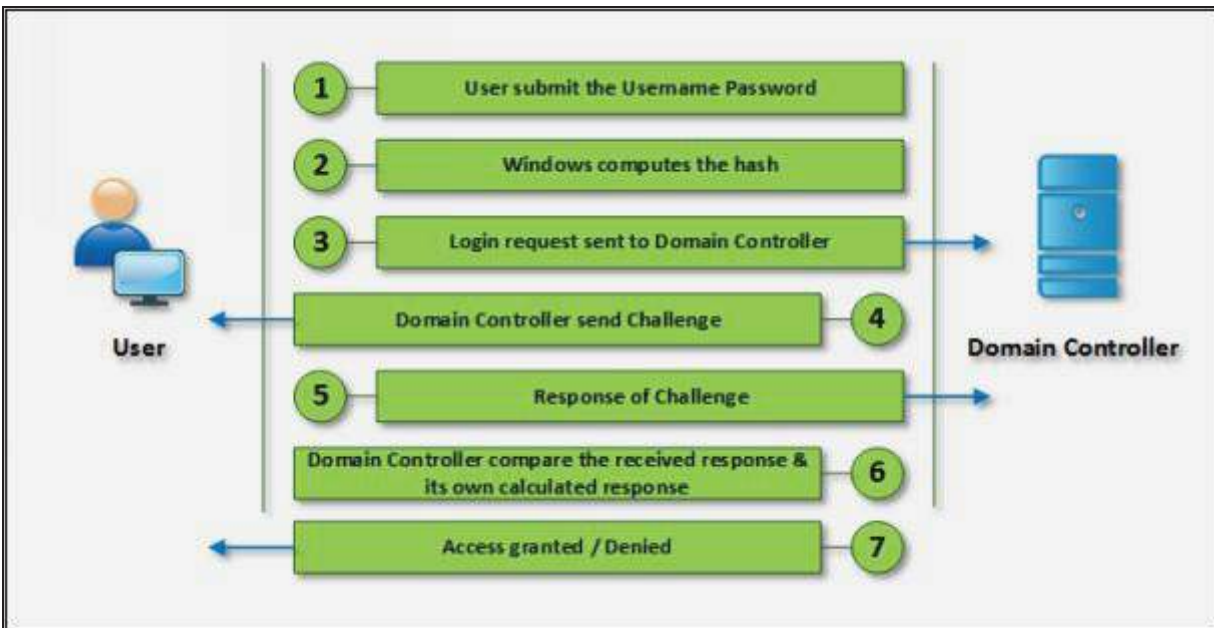 1
User submit the Username Password
2
Windows computes the hash
3
Login request sent to Domain Controller
Domain Controller send Challenge
4
User
Domain Controller
5
Response of Challenge
Domain Controller compare the received response &
its own calculated response
6
Access granted / Denied
7